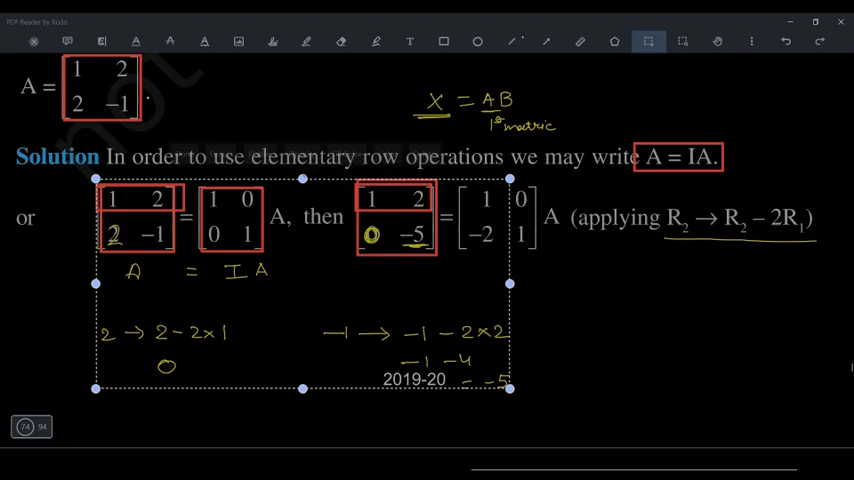 PDF Reader by Xodo
A = [1 2
2 −1].
X = AB
1st matric
Solution In order to use elementary row operations we may write A = IA.
or [1 2 2 −1] = [1 0 0 1] A, then [1 2 0 −5] = [1 0 −2 1] A (applying R₂ → R₂ – 2R₁)
A = I A
2 → 2 − 2×1 −1 → −1 − 2×2
0 −1 −4
2019-20 = −5
74 94